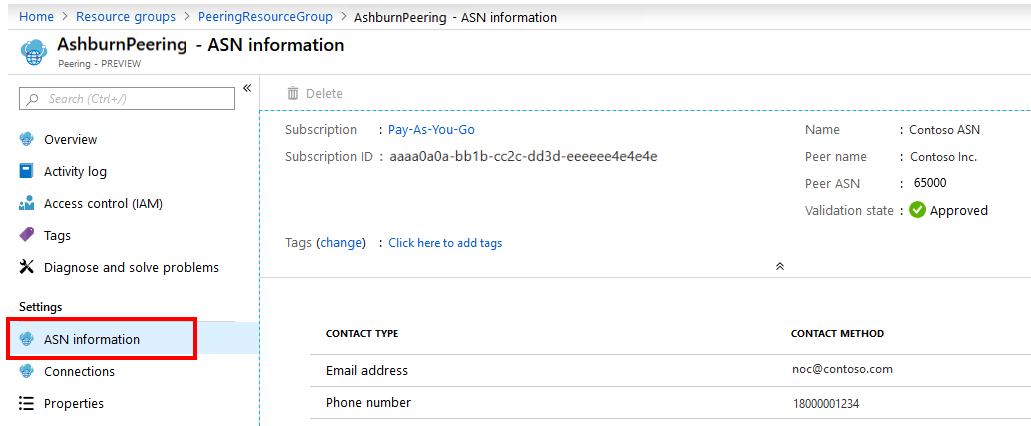 Home > Resource groups > PeeringResourceGroup > AshburnPeering - ASN information
AshburnPeering - ASN information
Peering - PREVIEW
Search (Ctrl+/)
«
Overview
Activity log
Access control (IAM)
Tags
Diagnose and solve problems
Settings
ASN information
Connections
Properties
Delete
Subscription : Pay-As-You-Go
Subscription ID : aaaa0a0a-bb1b-cc2c-dd3d-eeeeee4e4e4e
Tags (change) : Click here to add tags
Name : Contoso ASN
Peer name : Contoso Inc.
Peer ASN : 65000
Validation state : Approved
CONTACT TYPE CONTACT METHOD
Email address noc@contoso.com
Phone number 18000001234